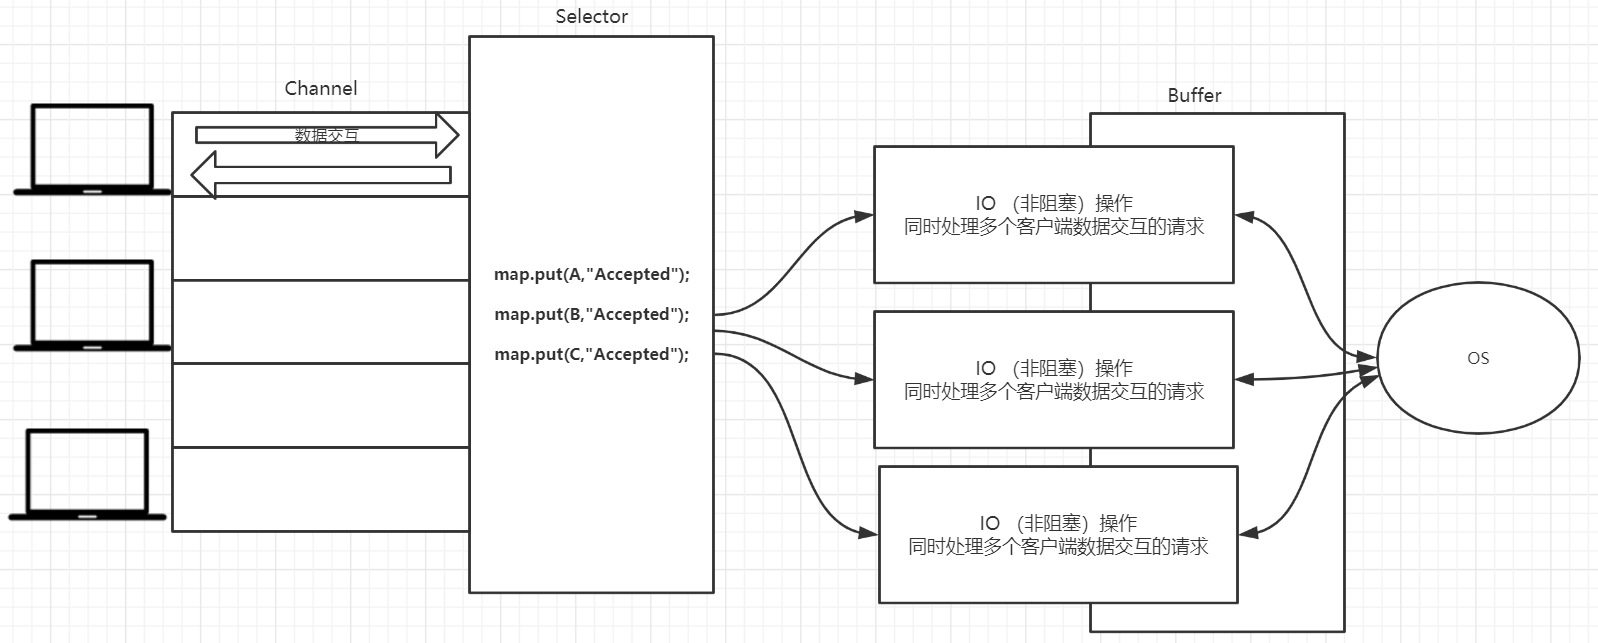 Selector
Channel
数据交互
map.put(A,"Accepted");
map.put(B,"Accepted");
map.put(C,"Accepted");
Buffer
IO （非阻塞）操作
同时处理多个客户端数据交互的请求
IO （非阻塞）操作
同时处理多个客户端数据交互的请求
IO （非阻塞）操作
同时处理多个客户端数据交互的请求
OS